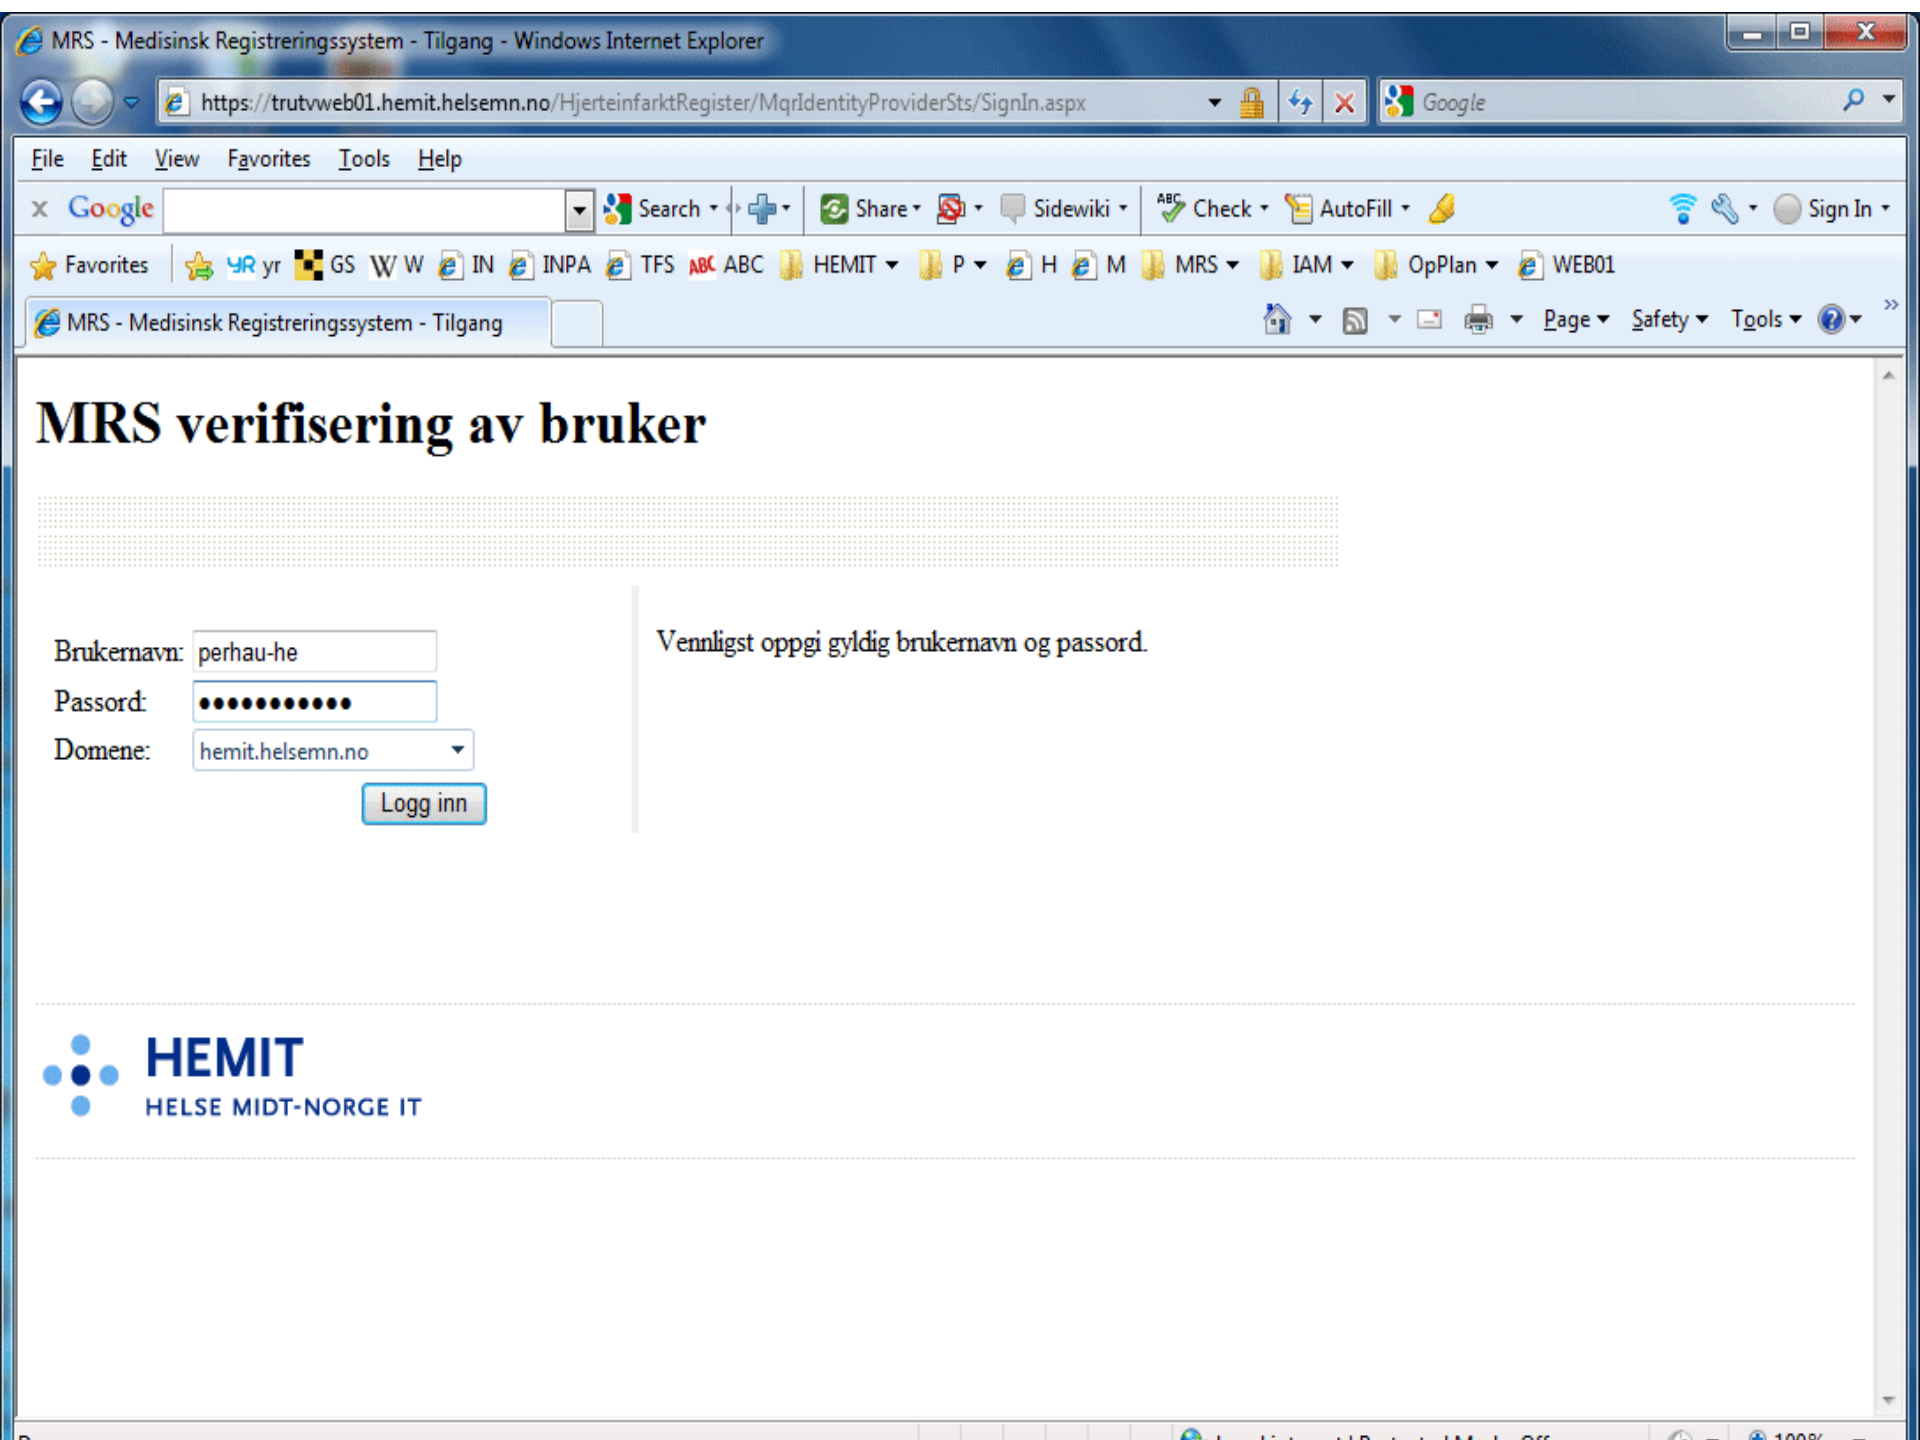 MRS - Medisinsk Registreringssystem - Tilgang - Windows Internet Explorer
https://trutvweb01.hemit.helsemn.no/HjerteinfarktRegister/MqrIdentityProviderSts/SignIn.aspx Google
File Edit View Favorites Tools Help
x Google Search Share Sidewiki ABC Check AutoFill Sign In
Favorites yr yr GS W W IN INPA TFS ABC ABC HEMIT P H M MRS IAM OpPlan WEB01
MRS - Medisinsk Registreringssystem - Tilgang Page Safety Tools
MRS verifisering av bruker
Brukernavn: perhau-he
Vennligst oppgi gyldig brukernavn og passord.
Passord: •••••••••••
Domene: hemit.helsemn.no
Logg inn
HEMIT
HELSE MIDT-NORGE IT